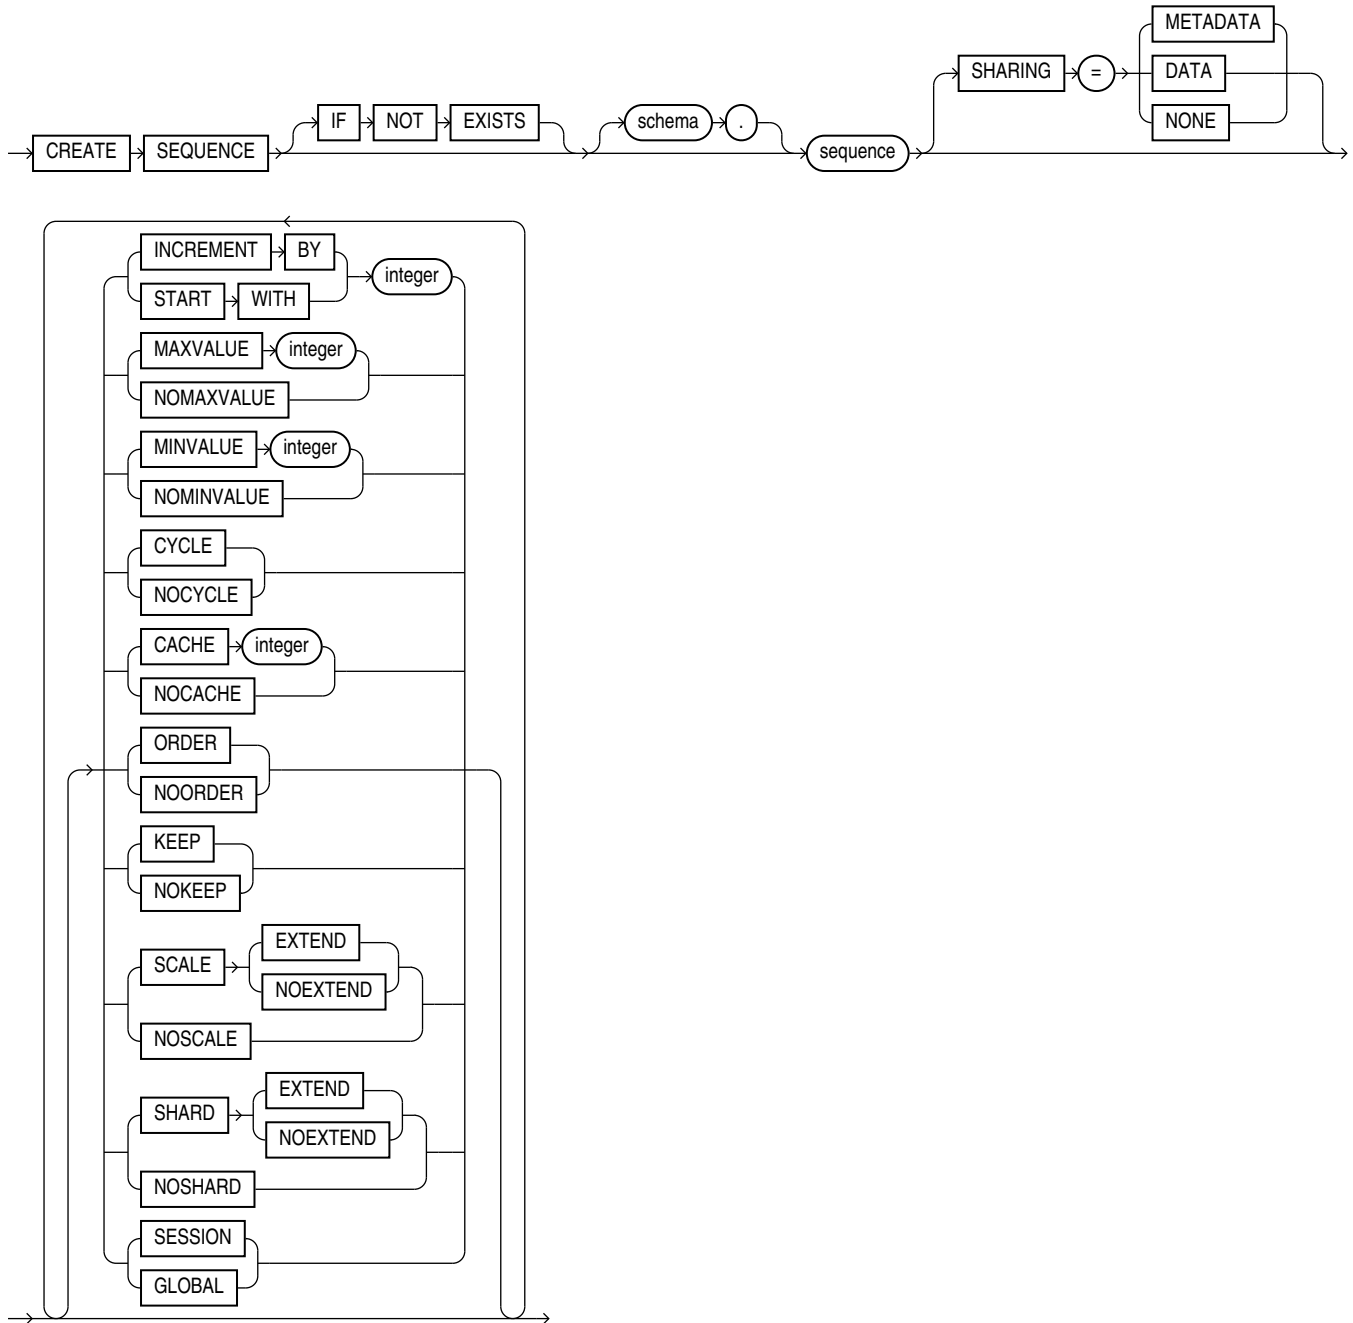 METADATA
SHARING = DATA
NONE
IF NOT EXISTS schema .
CREATE SEQUENCE sequence
INCREMENT BY
integer
START WITH
MAXVALUE integer
NOMAXVALUE
MINVALUE integer
NOMINVALUE
CYCLE
NOCYCLE
CACHE integer
NOCACHE
ORDER
NOORDER
KEEP
NOKEEP
EXTEND
SCALE
NOEXTEND
NOSCALE
EXTEND
SHARD
NOEXTEND
NOSHARD
SESSION
GLOBAL